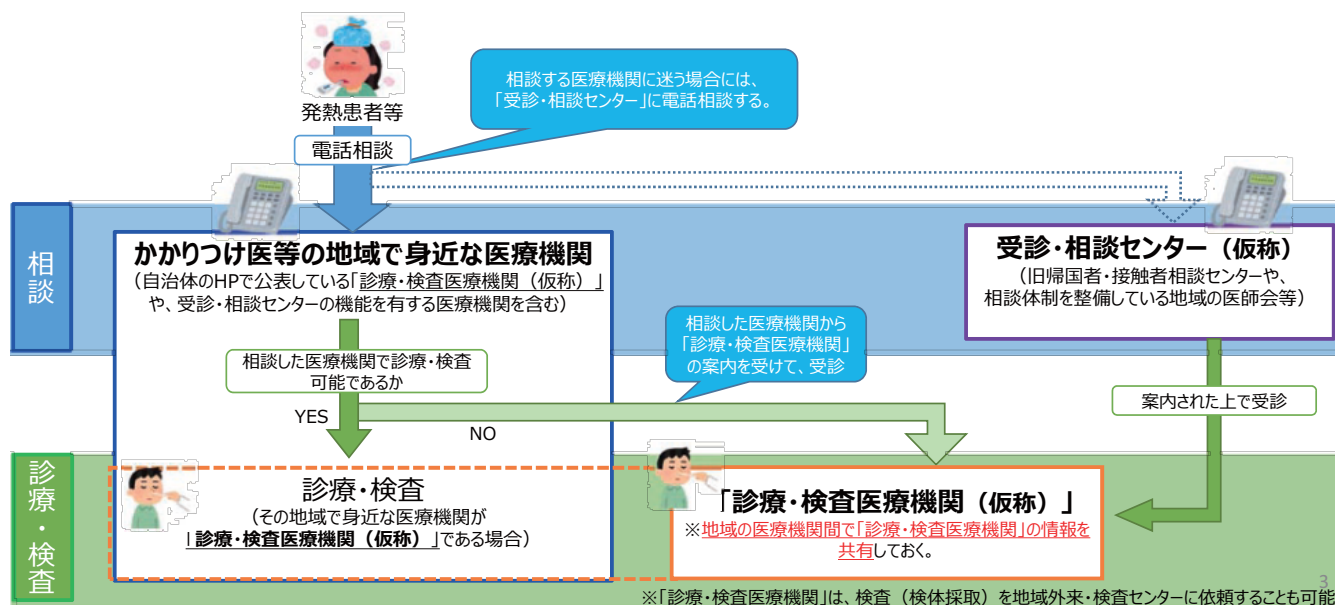 発熱患者等
電話相談
相談する医療機関に迷う場合には、
「受診・相談センター」に電話相談する。
相談
かかりつけ医等の地域で身近な医療機関
（自治体のHPで公表している「診療・検査医療機関（仮称）」
や、受診・相談センターの機能を有する医療機関を含む）
受診・相談センター（仮称）
（旧帰国者・接触者相談センターや、
相談体制を整備している地域の医師会等）
相談した医療機関で診療・検査
可能であるか
相談した医療機関から
「診療・検査医療機関」
の案内を受けて、受診
YES
NO
案内された上で受診
診療・検査
診療・検査
（その地域で身近な医療機関が
「診療・検査医療機関（仮称）」である場合）
「診療・検査医療機関（仮称）」
※地域の医療機関間で「診療・検査医療機関」の情報を
共有しておく。
3
※「診療・検査医療機関」は、検査（検体採取）を地域外来・検査センターに依頼することも可能